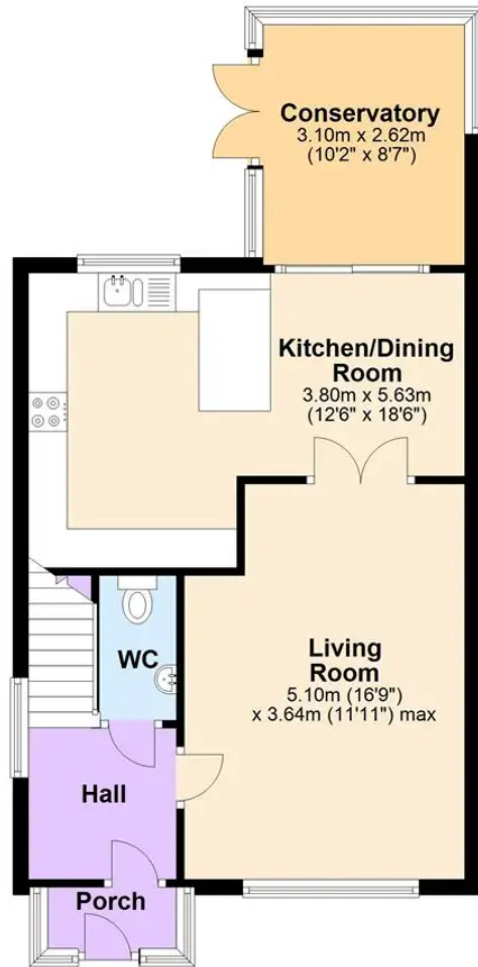 Conservatory
3.10m x 2.62m
(10'2" x 8'7")
Kitchen/Dining
Room
3.80m x 5.63m
(12'6" x 18'6")
Living
Room
5.10m (16'9")
x 3.64m (11'11") max
WC
Hall
Porch